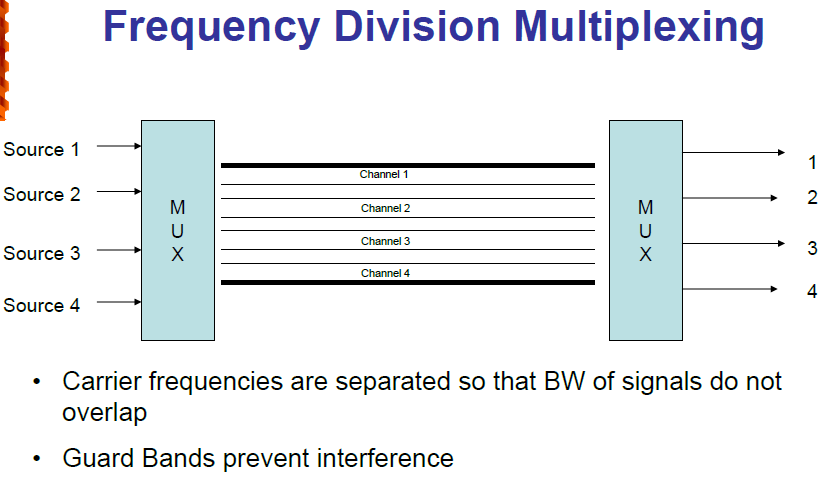 Frequency Division Multiplexing
Source 1
Source 2
Source 3
Source 4
M
U
X
Channel 1
Channel 2
Channel 3
Channel 4
M
U
X
1
2
3
4
• Carrier frequencies are separated so that BW of signals do not
overlap
• Guard Bands prevent interference